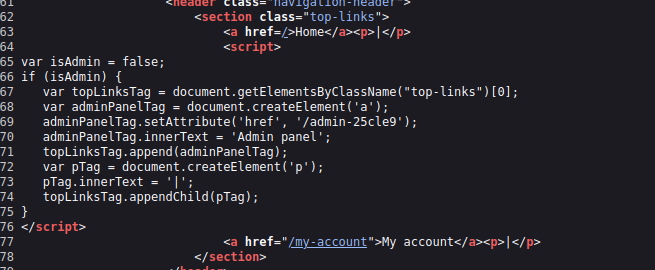 61 <header class="navigation-header">
62 <section class="top-links">
63 <a href=/>Home</a><p>|</p>
64 <script>
65 var isAdmin = false;
66 if (isAdmin) {
67 var topLinksTag = document.getElementsByClassName("top-links")[0];
68 var adminPanelTag = document.createElement('a');
69 adminPanelTag.setAttribute('href', '/admin-25cle9');
70 adminPanelTag.innerText = 'Admin panel';
71 topLinksTag.append(adminPanelTag);
72 var pTag = document.createElement('p');
73 pTag.innerText = '|';
74 topLinksTag.appendChild(pTag);
75 }
76 </script>
77 <a href="/my-account">My account</a><p>|</p>
78 </section>
79 </header>